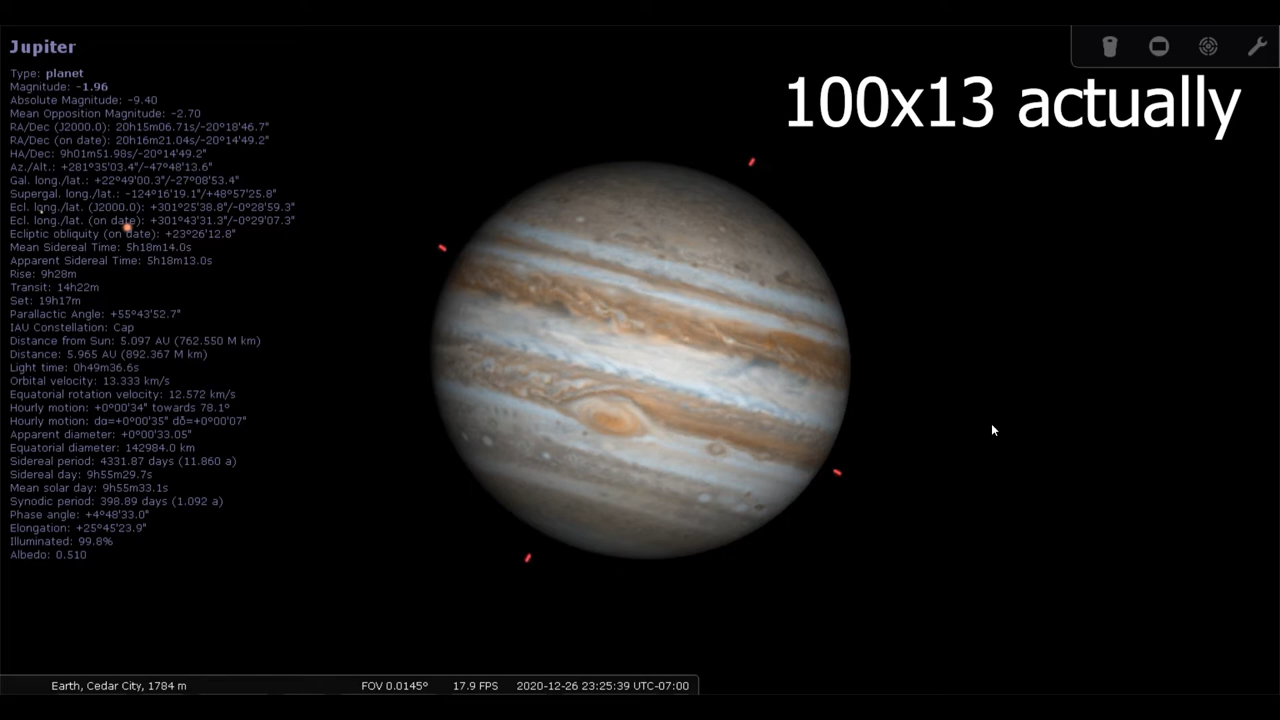 Jupiter
100x13 actually
Type: planet
Magnitude: -1.96
Absolute Magnitude: -9.40
Mean Opposition Magnitude: -2.70
RA/Dec (J2000.0): 20h15m06.71s/-20°18'46.7"
RA/Dec (on date): 20h16m21.04s/-20°14'49.2"
HA/Dec: 9h01m51.98s/-20°14'49.2"
Az./Alt.: +281°35'03.4"/-47°48'13.6"
Gal. long./lat.: +22°49'00.3"/-27°08'53.4"
Supergal. long./lat.: -124°16'19.1"/+48°57'25.8"
Ecl. long./lat. (J2000.0): +301°25'38.8"/-0°28'59.3"
Ecl. long./lat. (on date): +301°43'31.3"/-0°29'07.3"
Ecliptic obliquity (on date): +23°26'12.8"
Mean Sidereal Time: 5h18m14.0s
Apparent Sidereal Time: 5h18m13.0s
Rise: 9h28m
Transit: 14h22m
Set: 19h17m
Parallactic Angle: +55°43'52.7"
IAU Constellation: Cap
Distance from Sun: 5.097 AU (762.550 M km)
Distance: 5.965 AU (892.367 M km)
Light time: 0h49m36.6s
Orbital velocity: 13.333 km/s
Equatorial rotation velocity: 12.572 km/s
Hourly motion: +0°00'34" towards 78.1°
Hourly motion: dα=+0°00'35" dδ=+0°00'07"
Apparent diameter: +0°00'33.05"
Equatorial diameter: 142984.0 km
Sidereal period: 4331.87 days (11.860 a)
Sidereal day: 9h55m29.7s
Mean solar day: 9h55m33.1s
Synodic period: 398.89 days (1.092 a)
Phase angle: +4°48'33.0"
Elongation: +25°45'23.9"
Illuminated: 99.8%
Albedo: 0.510
Earth, Cedar City, 1784 m FOV 0.0145° 17.9 FPS 2020-12-26 23:25:39 UTC-07:00